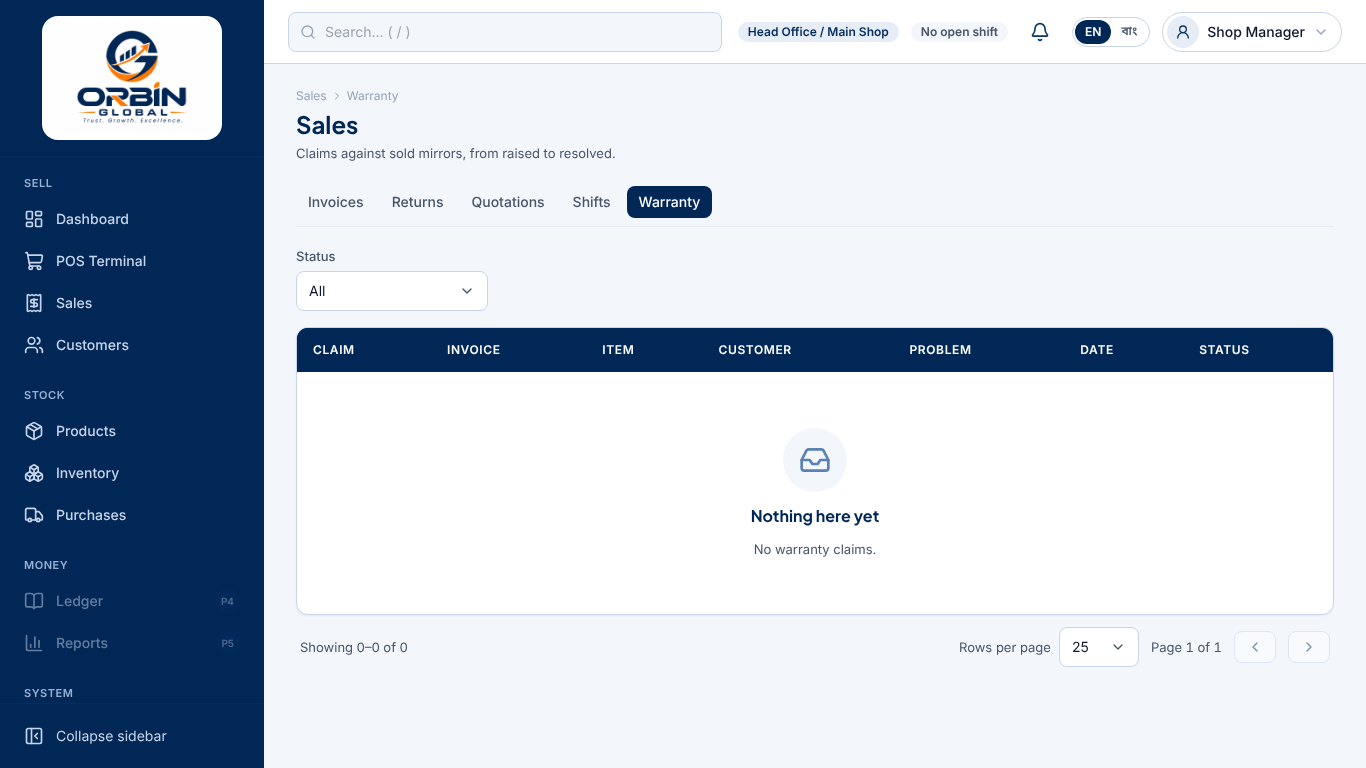 ORBIN
GLOBAL
Trust. Growth. Excellence.
SELL
Dashboard
POS Terminal
Sales
Customers
STOCK
Products
Inventory
Purchases
MONEY
Ledger P4
Reports P5
SYSTEM
Collapse sidebar
Search... ( / )
Head Office / Main Shop
No open shift
EN বাং
Shop Manager
Sales > Warranty
Sales
Claims against sold mirrors, from raised to resolved.
Invoices Returns Quotations Shifts Warranty
Status
All
CLAIM INVOICE ITEM CUSTOMER PROBLEM DATE STATUS
Nothing here yet
No warranty claims.
Showing 0–0 of 0
Rows per page 25 Page 1 of 1